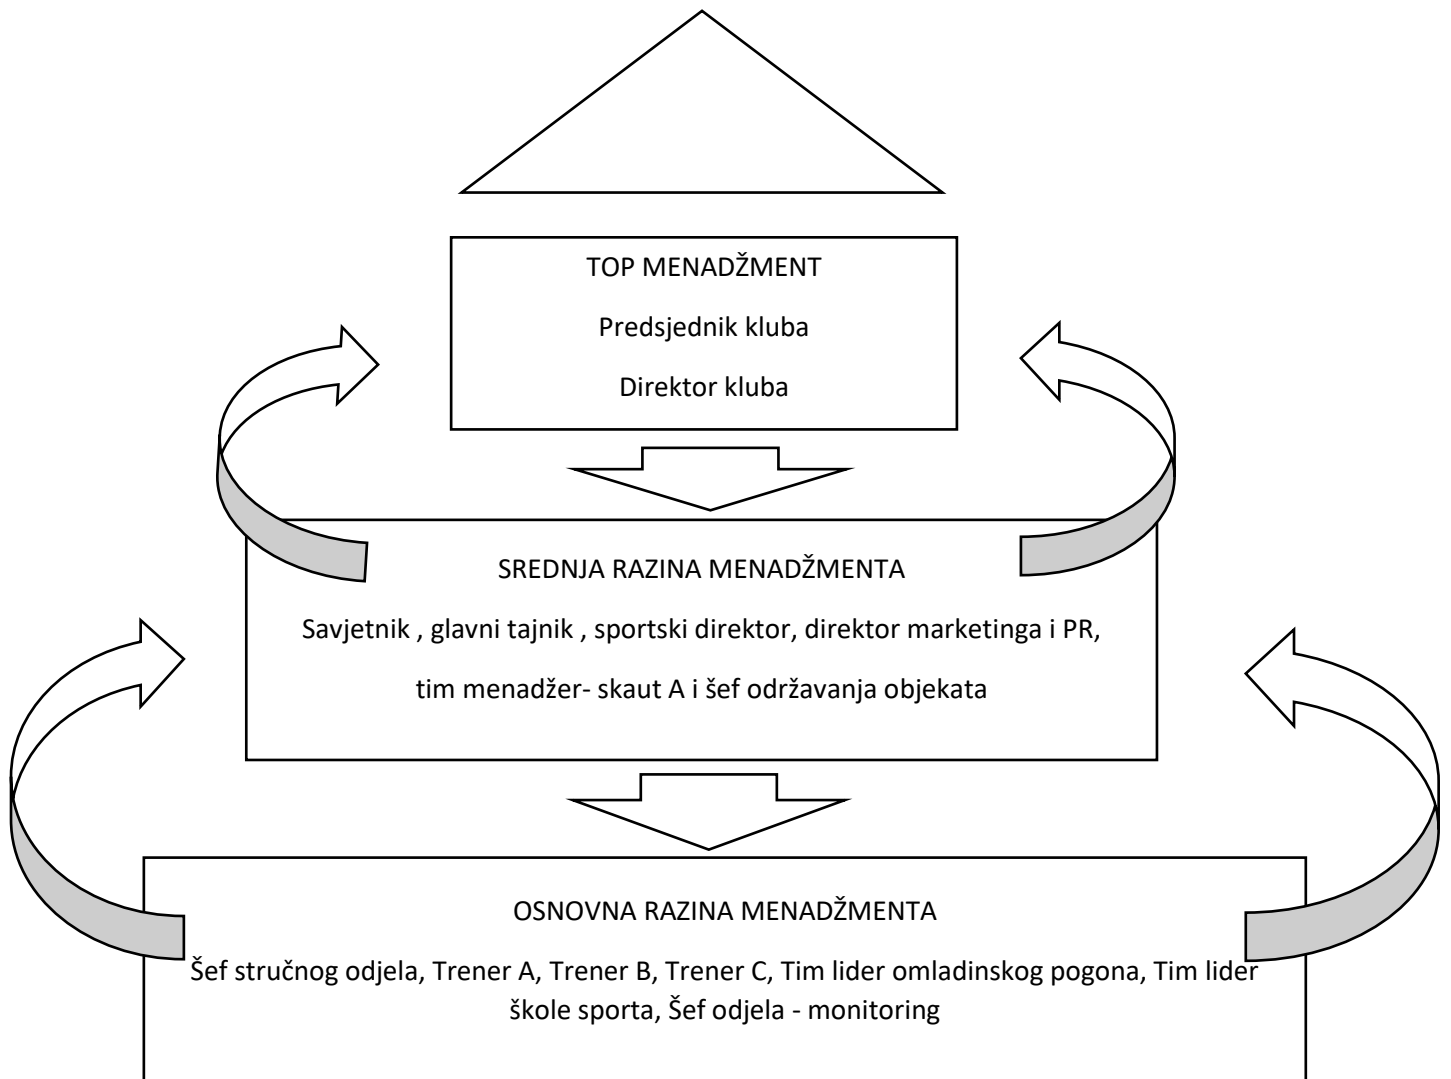 TOP MENADŽMENT
Predsjednik kluba
Direktor kluba
SREDNJA RAZINA MENADŽMENTA
Savjetnik , glavni tajnik , sportski direktor, direktor marketinga i PR,
tim menadžer- skaut A i šef održavanja objekata
OSNOVNA RAZINA MENADŽMENTA
Šef stručnog odjela, Trener A, Trener B, Trener C, Tim lider omladinskog pogona, Tim lider
škole sporta, Šef odjela - monitoring